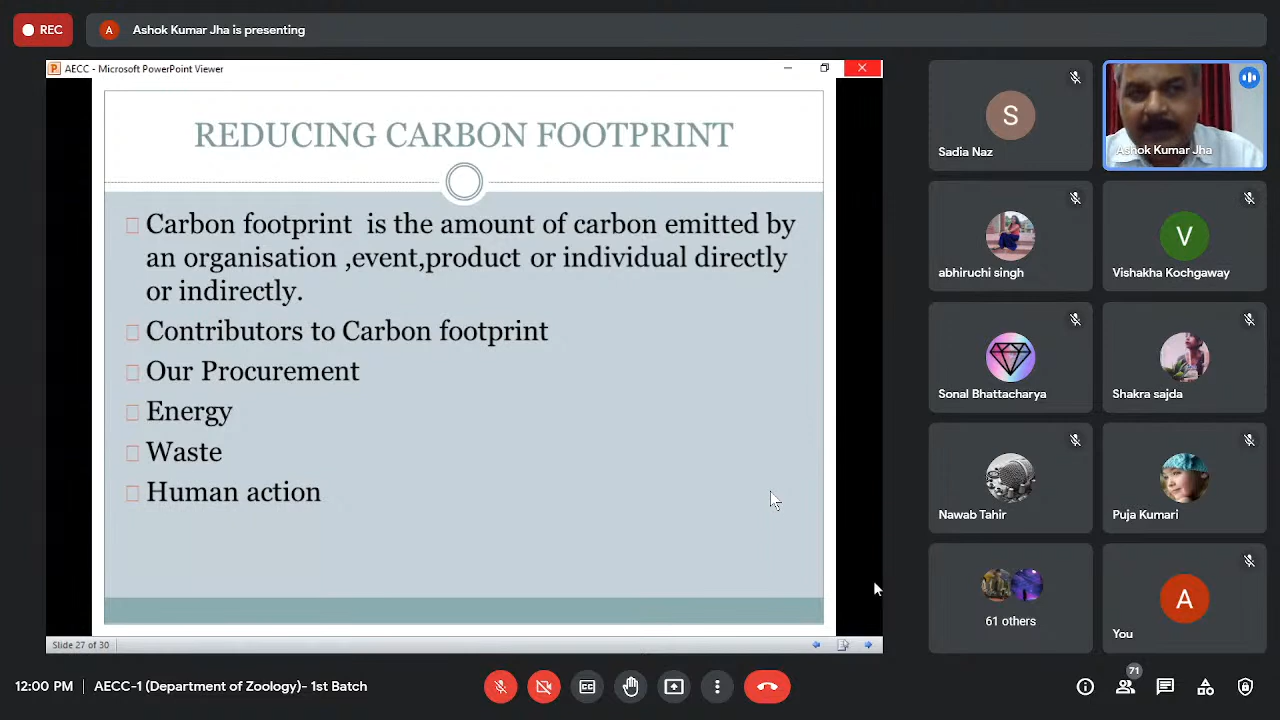 REC
A
Ashok Kumar Jha is presenting
P
AECC - Microsoft PowerPoint Viewer
REDUCING CARBON FOOTPRINT
Carbon footprint is the amount of carbon emitted by
an organisation ,event,product or individual directly
or indirectly.
Contributors to Carbon footprint
Our Procurement
Energy
Waste
Human action
Slide 27 of 30
S
Sadia Naz
Ashok Kumar Jha
abhiruchi singh
V
Vishakha Kochgaway
Sonal Bhattacharya
Shakra sajda
Nawab Tahir
Puja Kumari
61 others
A
You
12:00 PM
AECC-1 (Department of Zoology)- 1st Batch
CC
71